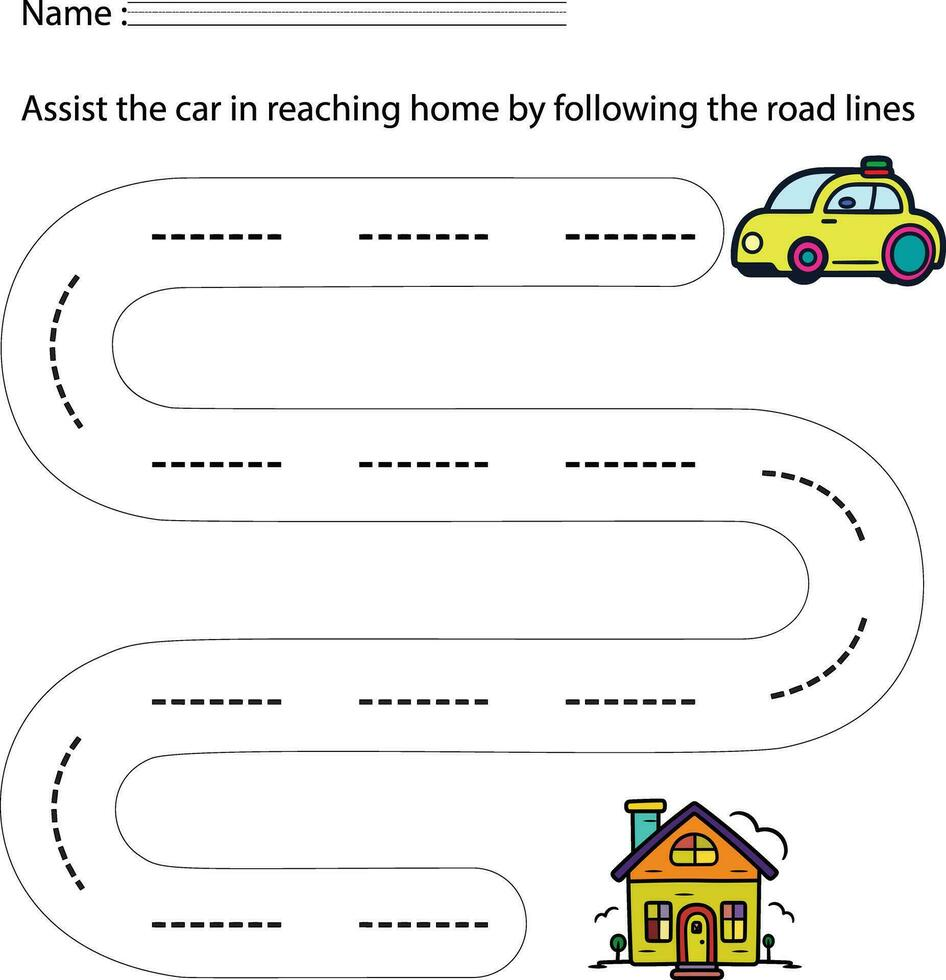 Name :
Assist the car in reaching home by following the road lines